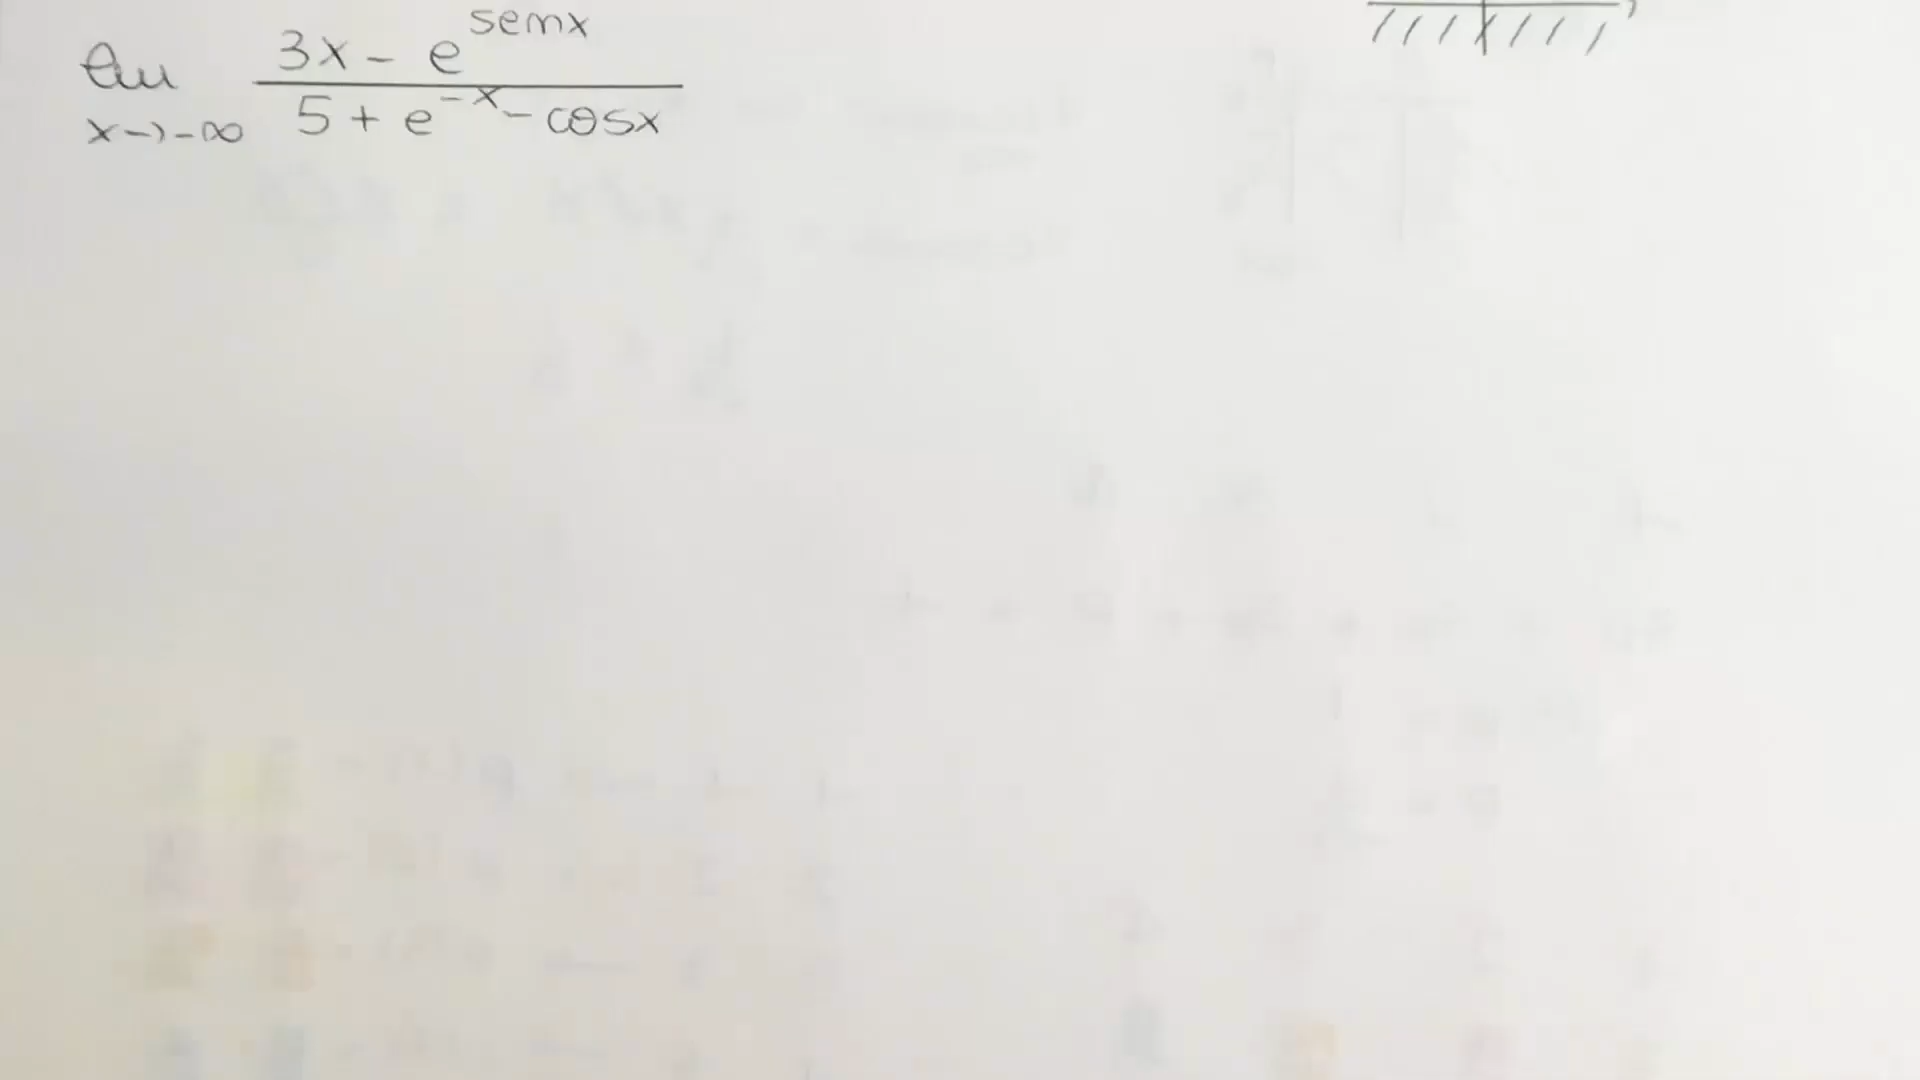 lim 3x - e^senx
x→-∞ 5 + e^-x - cosx